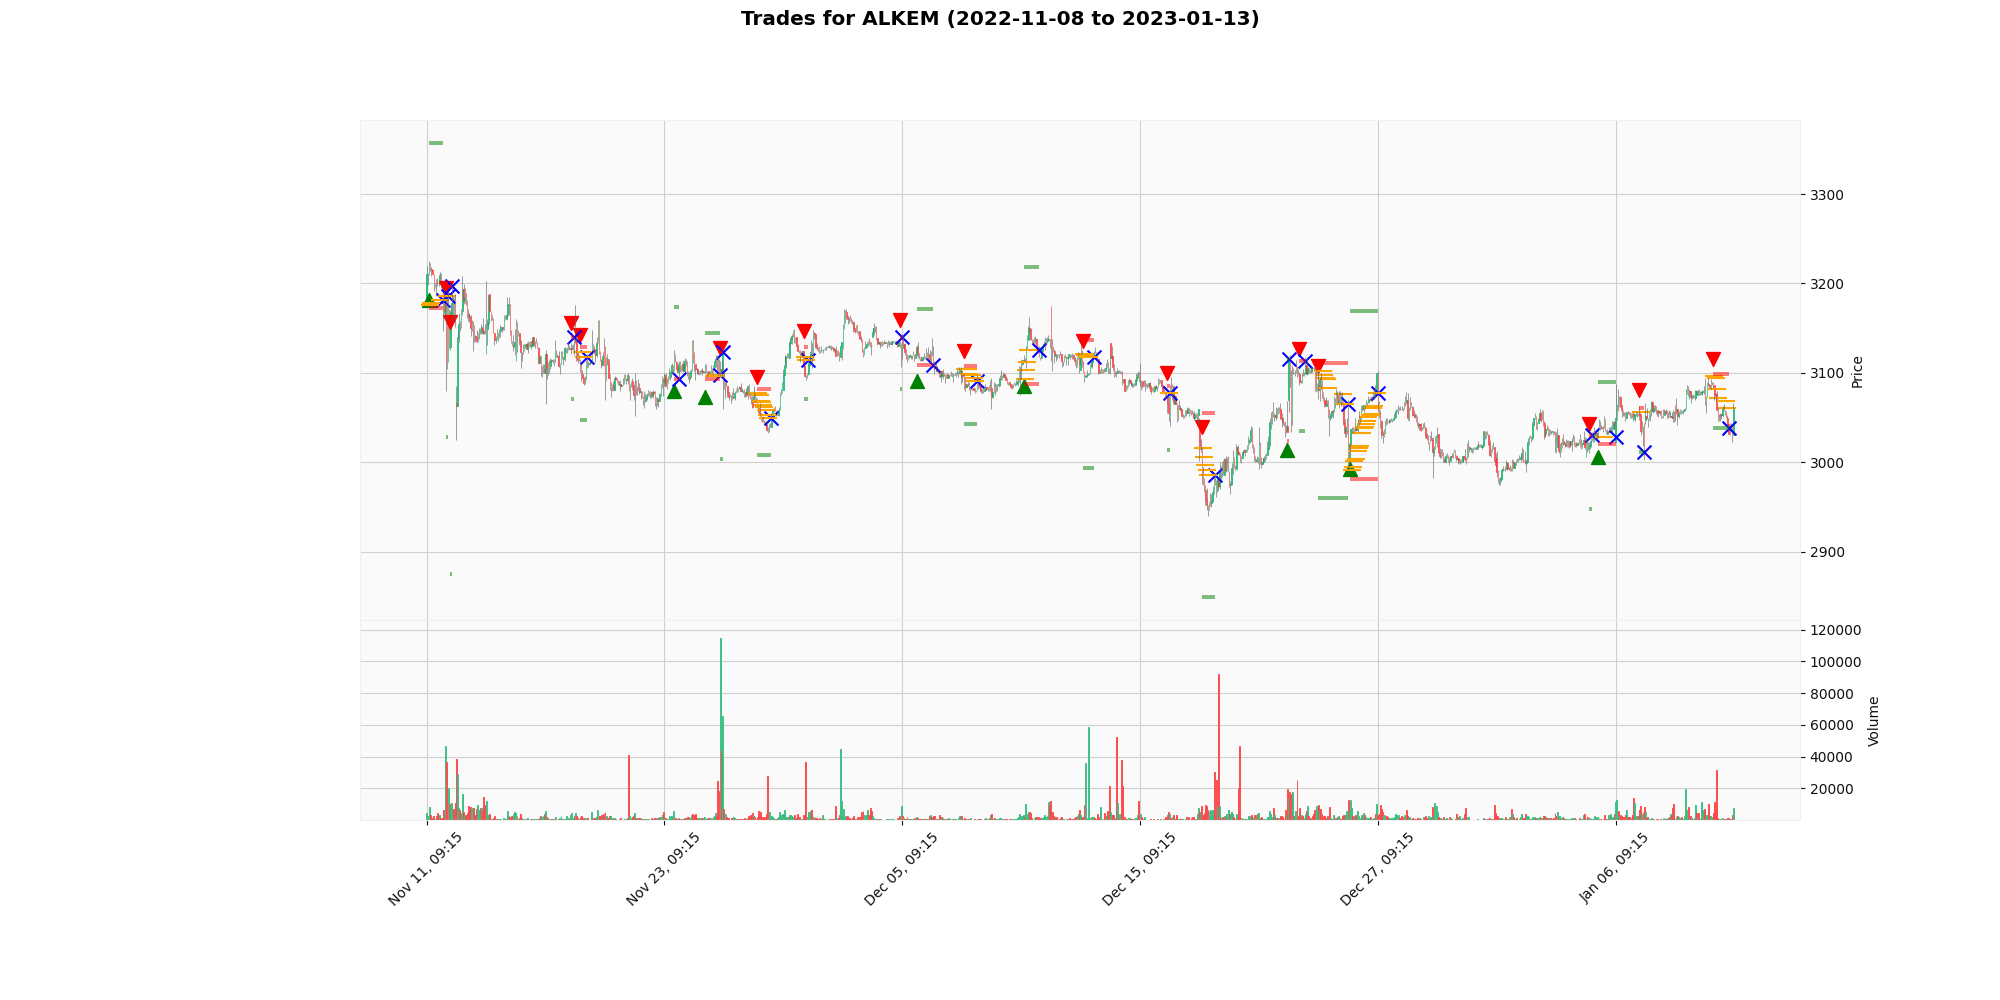 Trades for ALKEM (2022-11-08 to 2023-01-13)
3300
3200
3100
3000
2900
Price
120000
100000
80000
60000
40000
20000
Volume
Nov 11, 09:15
Nov 23, 09:15
Dec 05, 09:15
Dec 15, 09:15
Dec 27, 09:15
Jan 06, 09:15